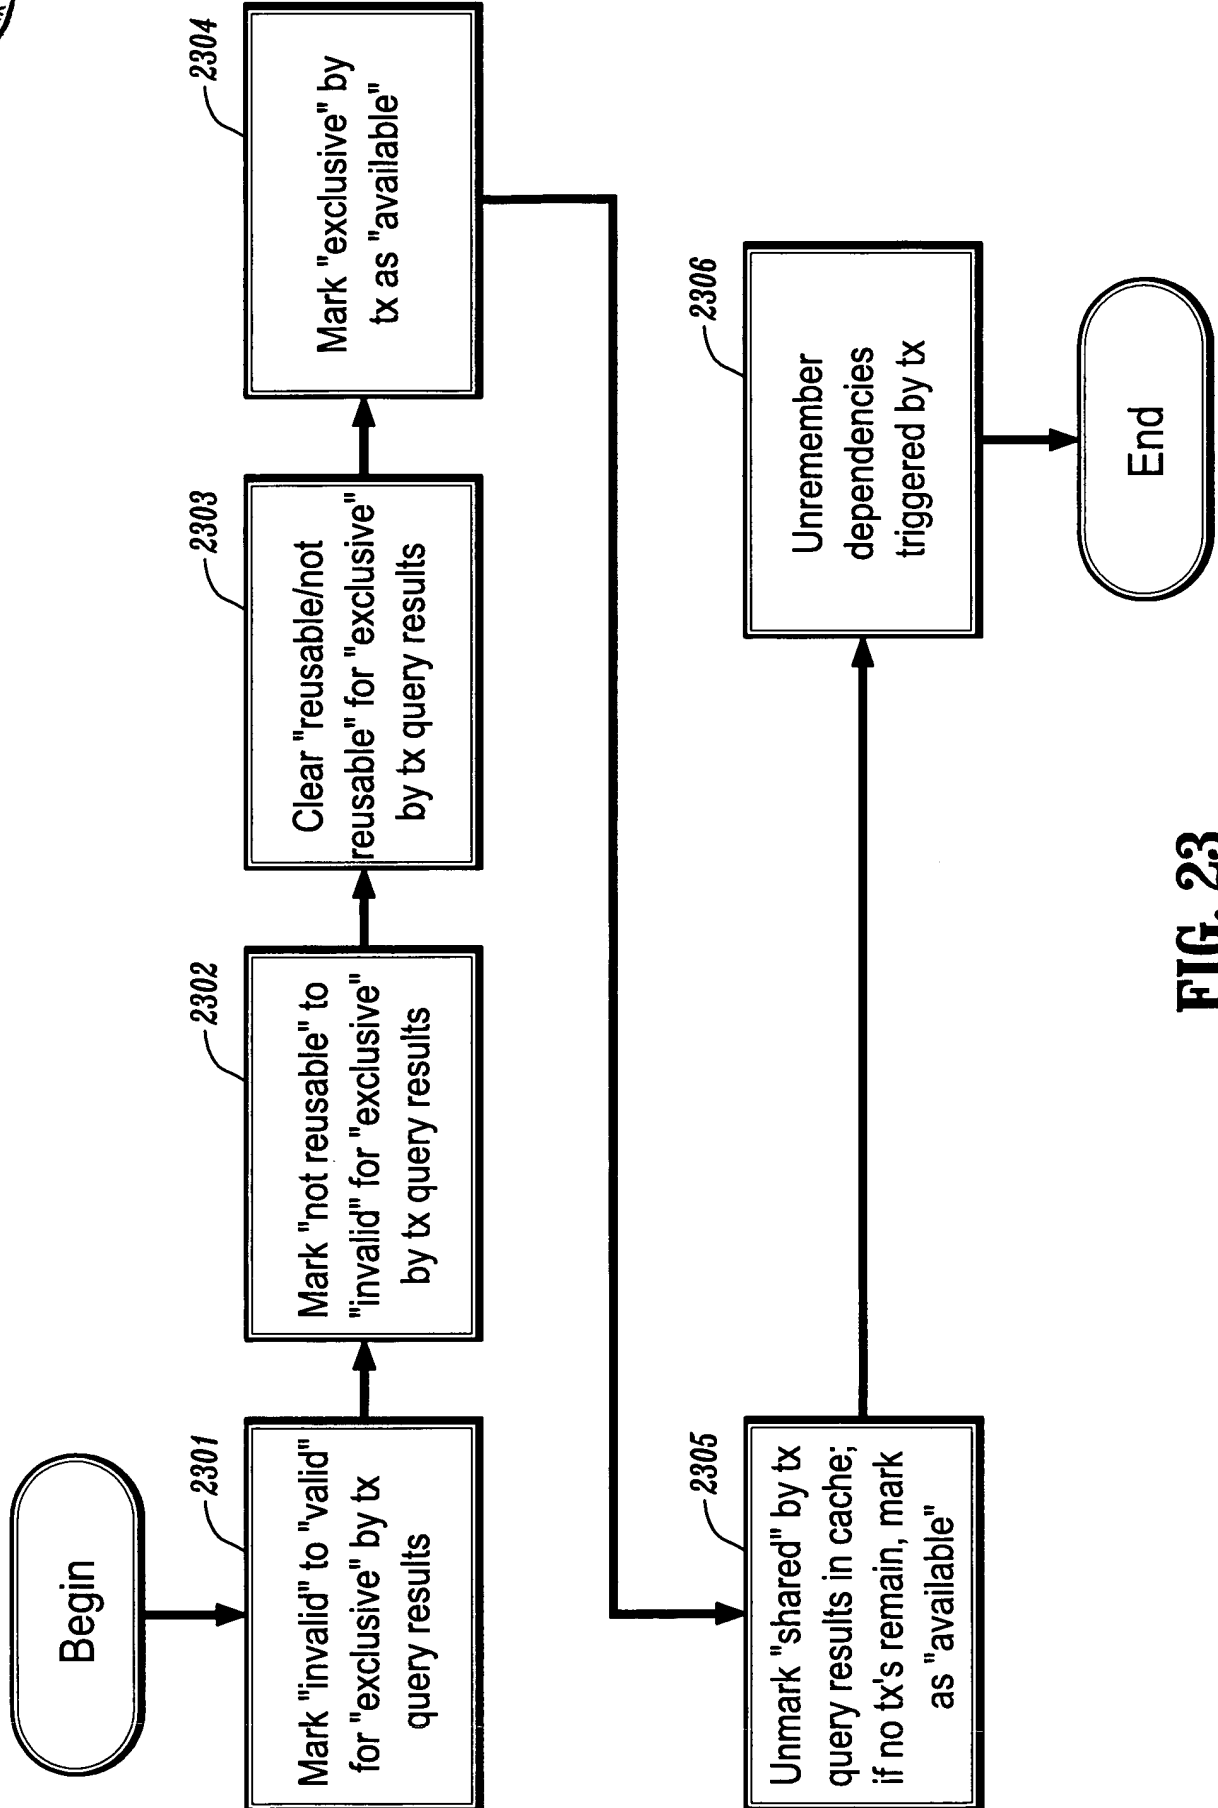 Begin
2301
Mark "invalid" to "valid"
for "exclusive" by tx
query results
2302
Mark "not reusable" to
"invalid" for "exclusive"
by tx query results
2303
Clear "reusable/not
reusable" for "exclusive"
by tx query results
2304
Mark "exclusive" by
tx as "available"
2305
Unmark "shared" by tx
query results in cache;
if no tx's remain, mark
as "available"
2306
Unremember
dependencies
triggered by tx
End
FIG. 23